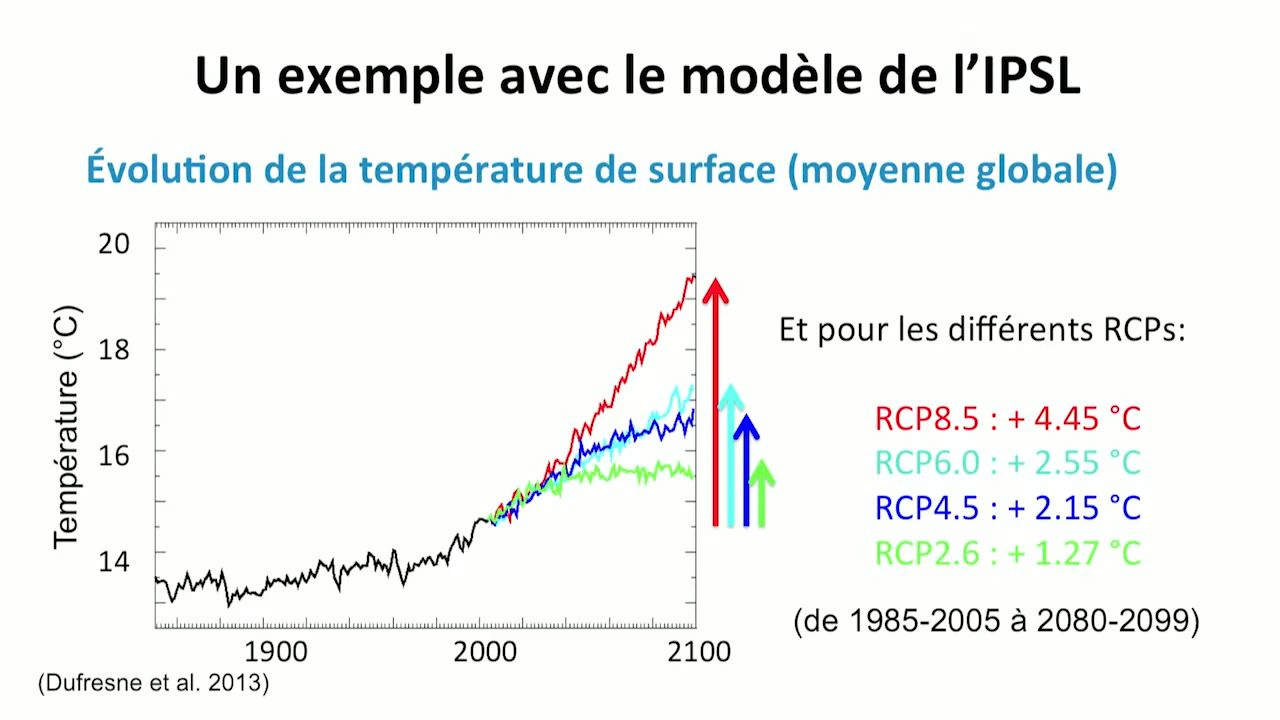 Un exemple avec le modèle de l’IPSL
Évolution de la température de surface (moyenne globale)
Température (°C)
20
18
16
14
1900
2000
2100
Et pour les différents RCPs:
RCP8.5 : + 4.45 °C
RCP6.0 : + 2.55 °C
RCP4.5 : + 2.15 °C
RCP2.6 : + 1.27 °C
(de 1985-2005 à 2080-2099)
(Dufresne et al. 2013)